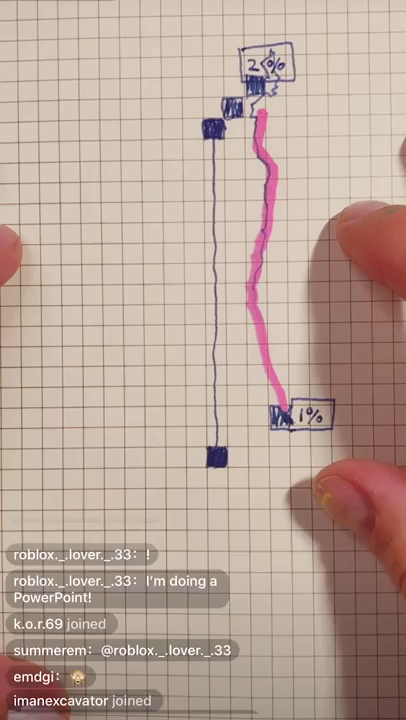 2%
1%
roblox._.lover._.33: !
roblox._.lover._.33: I'm doing a
PowerPoint!
k.o.r.69 joined
summerem: @roblox._.lover._.33
emdgi: 🙈
imanexcavator joined